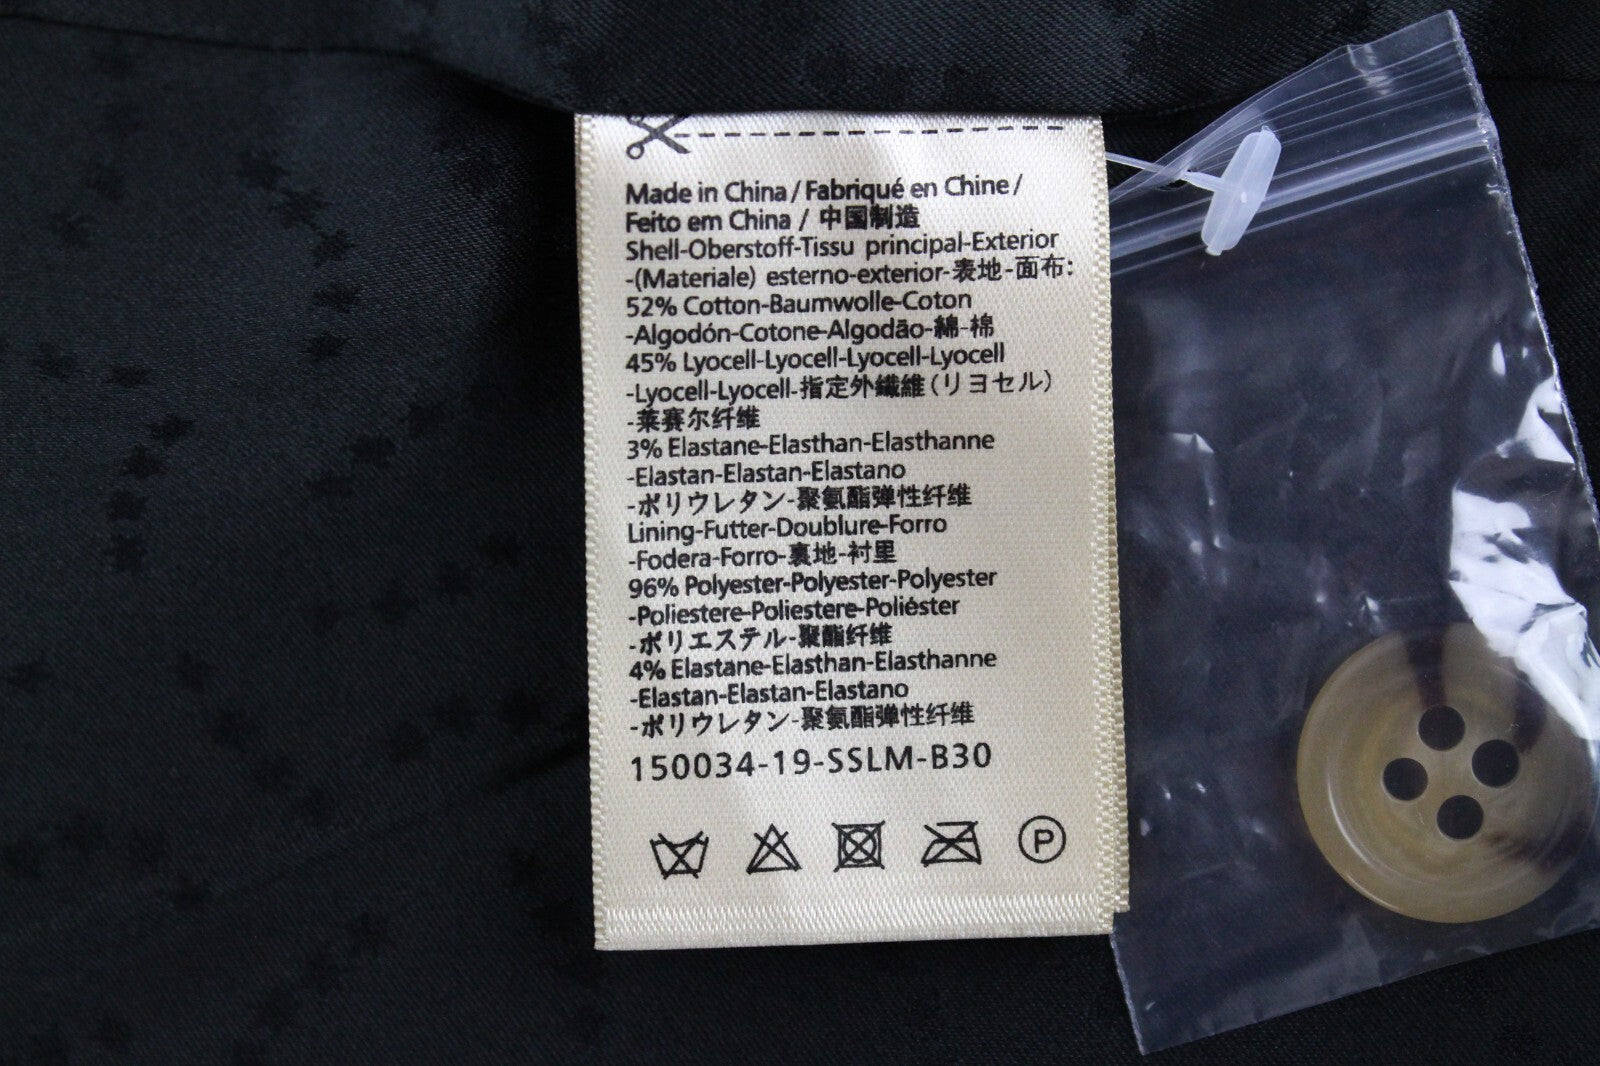 Made in China / Fabriqué en Chine /
Feito em China / 中国制造
Shell-Oberstoff-Tissu principal-Exterior
-(Materiale) esterno-exterior-表地-面布:
52% Cotton-Baumwolle-Coton
-Algodón-Cotone-Algodão-綿-棉
45% Lyocell-Lyocell-Lyocell-Lyocell
-Lyocell-Lyocell-指定外繊維(リヨセル)
-莱赛尔纤维
3% Elastane-Elasthan-Elasthanne
-Elastan-Elastan-Elastano
-ポリウレタン-聚氨酯弹性纤维
Lining-Futter-Doublure-Forro
-Fodera-Forro-裏地-衬里
96% Polyester-Polyester-Polyester
-Poliestere-Poliestere-Poliéster
-ポリエステル-聚酯纤维
4% Elastane-Elasthan-Elasthanne
-Elastan-Elastan-Elastano
-ポリウレタン-聚氨酯弹性纤维
150034-19-SSLM-B30
P